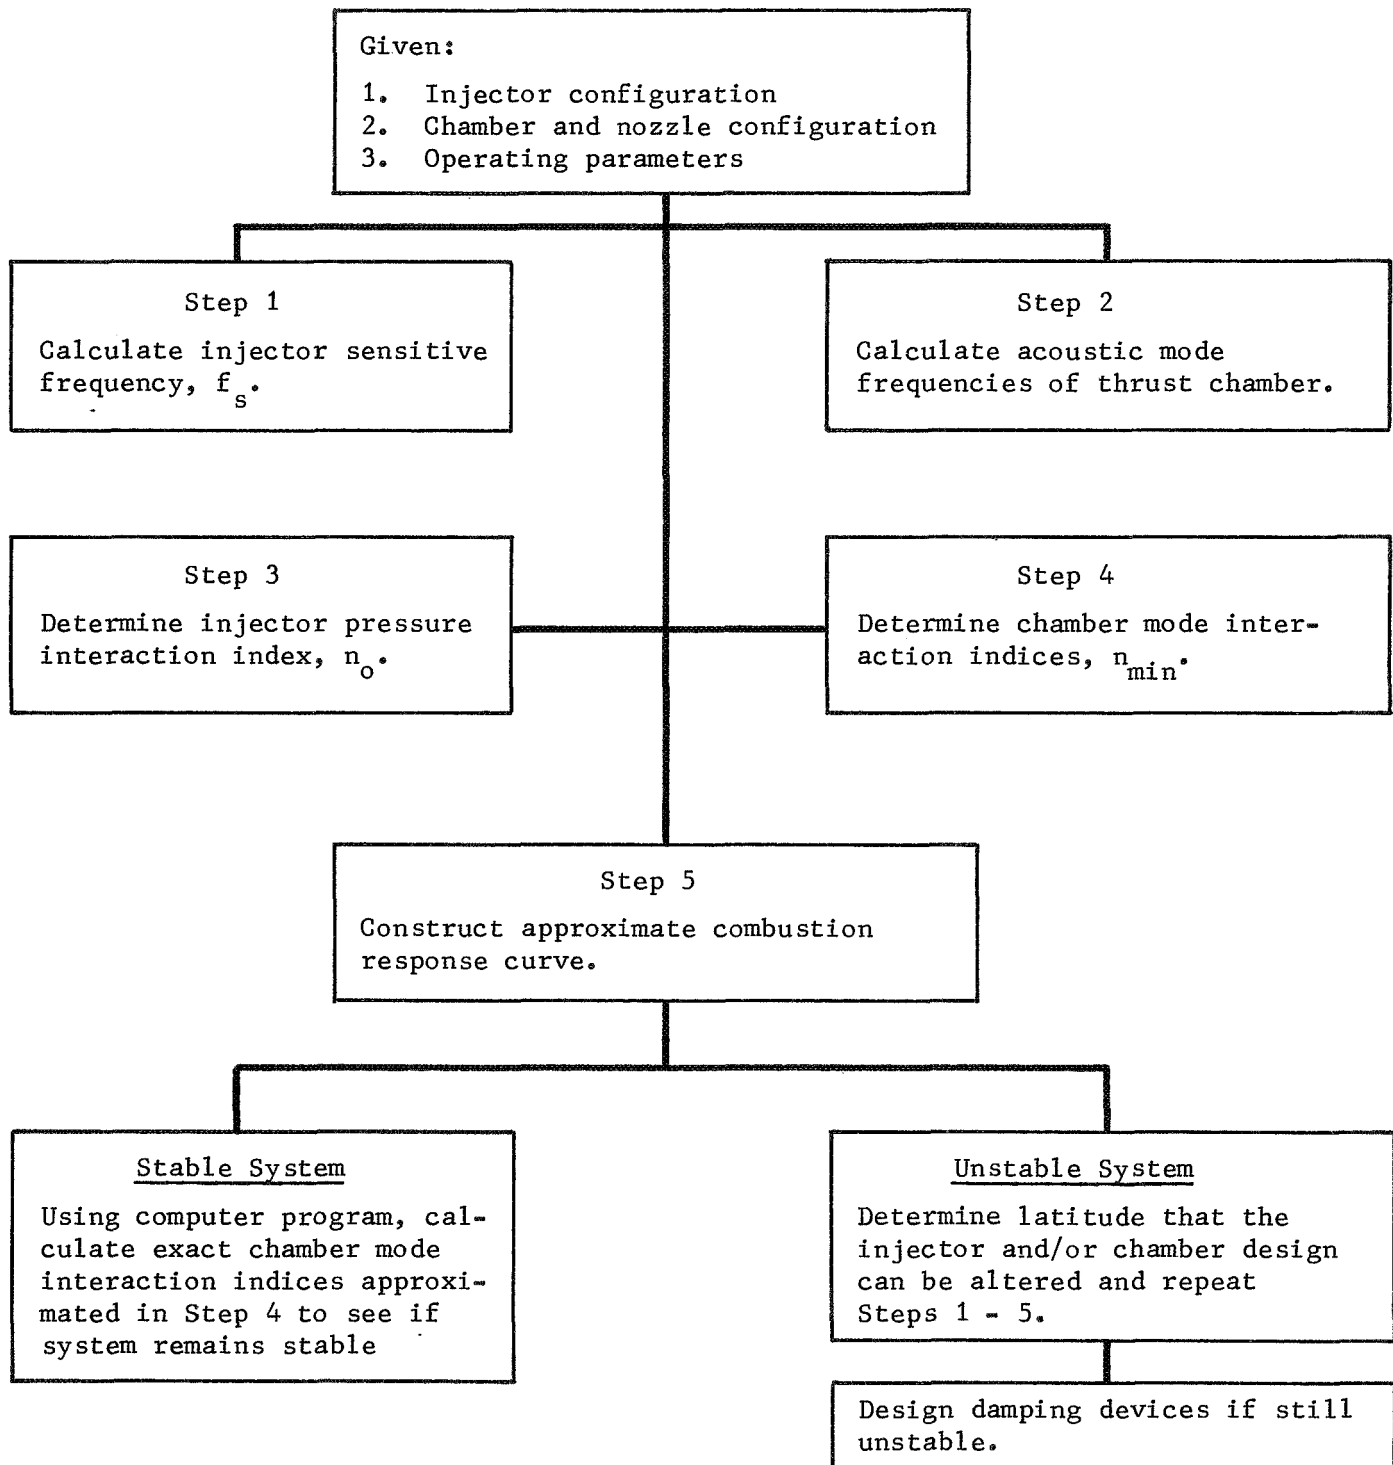 Given:
1. Injector configuration
2. Chamber and nozzle configuration
3. Operating parameters
Step 1
Calculate injector sensitive
frequency, f_s.
Step 2
Calculate acoustic mode
frequencies of thrust chamber.
Step 3
Determine injector pressure
interaction index, n_o.
Step 4
Determine chamber mode inter-
action indices, n_min.
Step 5
Construct approximate combustion
response curve.
Stable System
Using computer program, cal-
culate exact chamber mode
interaction indices approxi-
mated in Step 4 to see if
system remains stable
Unstable System
Determine latitude that the
injector and/or chamber design
can be altered and repeat
Steps 1 - 5.
Design damping devices if still
unstable.